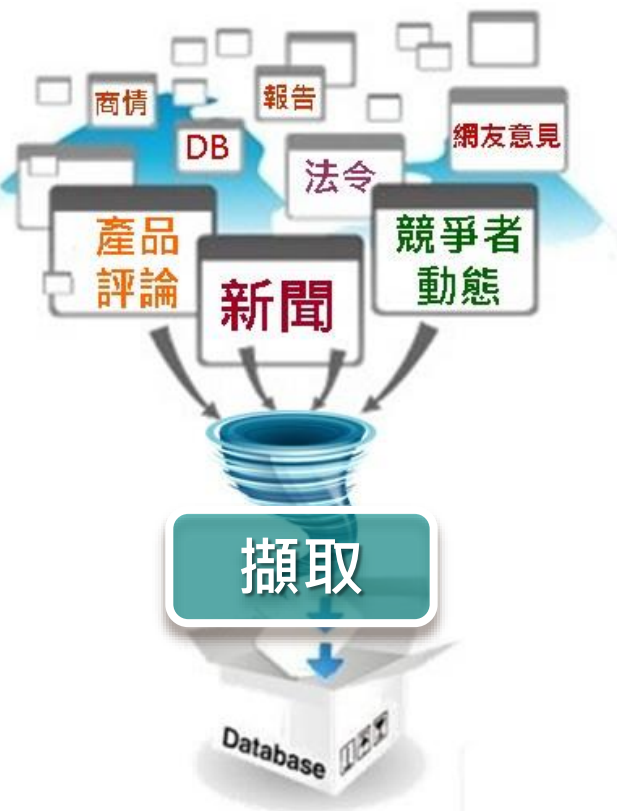 商情
報告
DB
網友意見
法令
產品
評論
新聞
競爭者
動態
擷取
Database